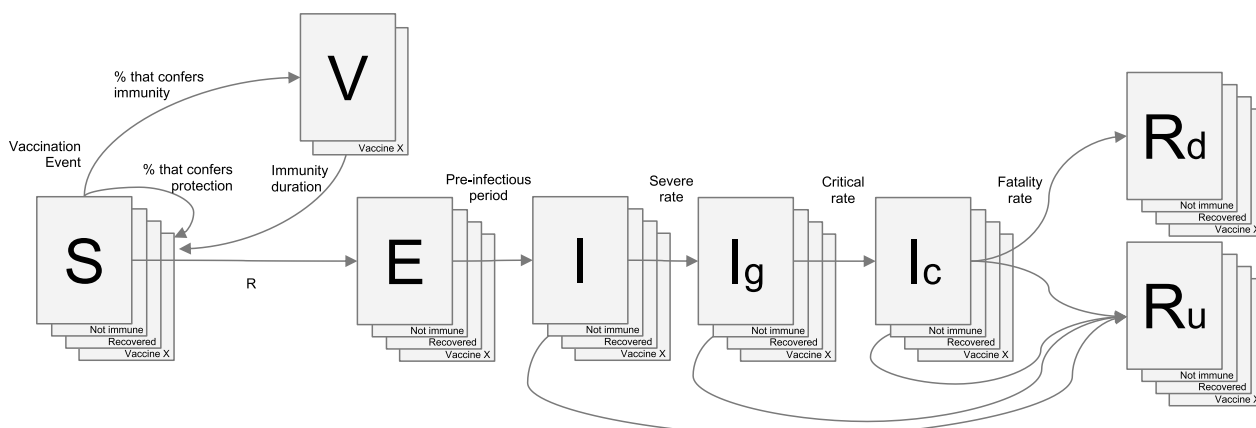 V
Vaccine X
% that confers
immunity
Vaccination
Event
% that confers
protection
Immunity
duration
S
Not immune
Recovered
Vaccine X
R
E
Not immune
Recovered
Vaccine X
Pre-infectious
period
I
Not immune
Recovered
Vaccine X
Severe
rate
Ig
Not immune
Recovered
Vaccine X
Critical
rate
Ic
Not immune
Recovered
Vaccine X
Fatality
rate
Rd
Not immune
Recovered
Vaccine X
Ru
Not immune
Recovered
Vaccine X